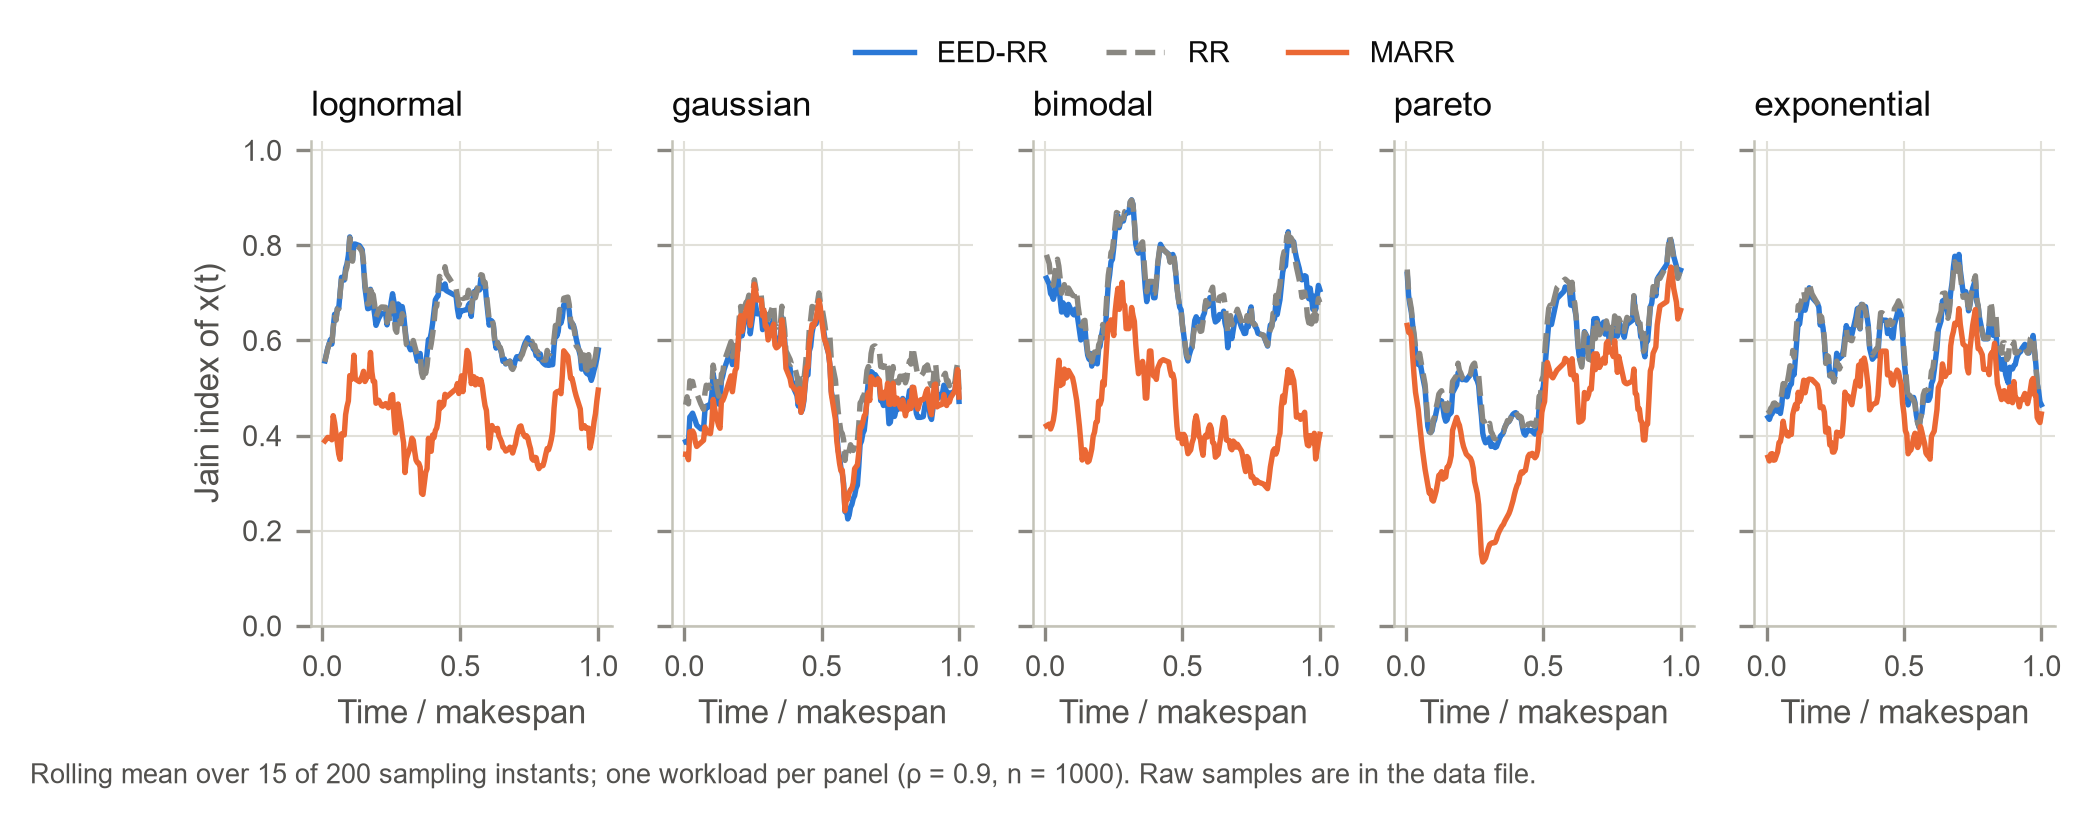 EED-RR RR MARR
lognormal gaussian bimodal pareto exponential
Jain index of x(t)
1.0
0.8
0.6
0.4
0.2
0.0
0.0 0.5 1.0 0.0 0.5 1.0 0.0 0.5 1.0 0.0 0.5 1.0 0.0 0.5 1.0
Time / makespan Time / makespan Time / makespan Time / makespan Time / makespan
Rolling mean over 15 of 200 sampling instants; one workload per panel (ρ = 0.9, n = 1000). Raw samples are in the data file.